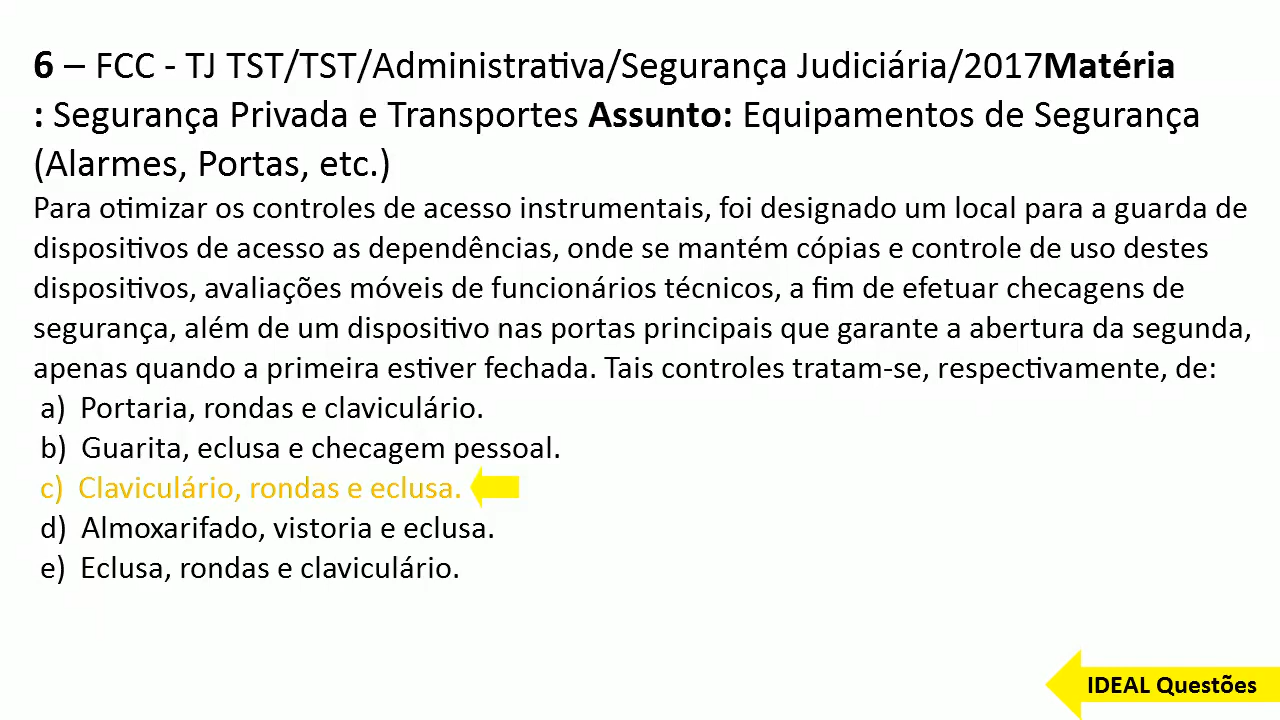 6 – FCC - TJ TST/TST/Administrativa/Segurança Judiciária/2017Matéria
: Segurança Privada e Transportes Assunto: Equipamentos de Segurança
(Alarmes, Portas, etc.)
Para otimizar os controles de acesso instrumentais, foi designado um local para a guarda de
dispositivos de acesso as dependências, onde se mantém cópias e controle de uso destes
dispositivos, avaliações móveis de funcionários técnicos, a fim de efetuar checagens de
segurança, além de um dispositivo nas portas principais que garante a abertura da segunda,
apenas quando a primeira estiver fechada. Tais controles tratam-se, respectivamente, de:
a) Portaria, rondas e claviculário.
b) Guarita, eclusa e checagem pessoal.
c) Claviculário, rondas e eclusa.
d) Almoxarifado, vistoria e eclusa.
e) Eclusa, rondas e claviculário.
IDEAL Questões